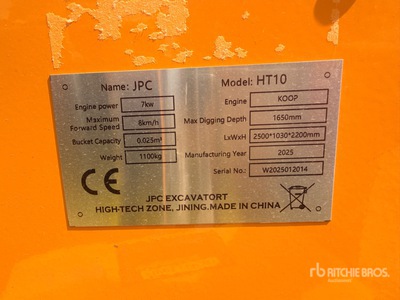 Name: JPC Model: HT10
Engine power 7kw Engine KOOP
Maximum Forward Speed 8km/h Max Digging Depth 1650mm
Bucket Capacity 0.025m³ LxWxH 2500*1030*2200mm
Weight 1100kg Manufacturing Year 2025
Serial No.: W2025012014
CE
JPC EXCAVATORT
HIGH-TECH ZONE, JINING.MADE IN CHINA
rb RITCHIE BROS.